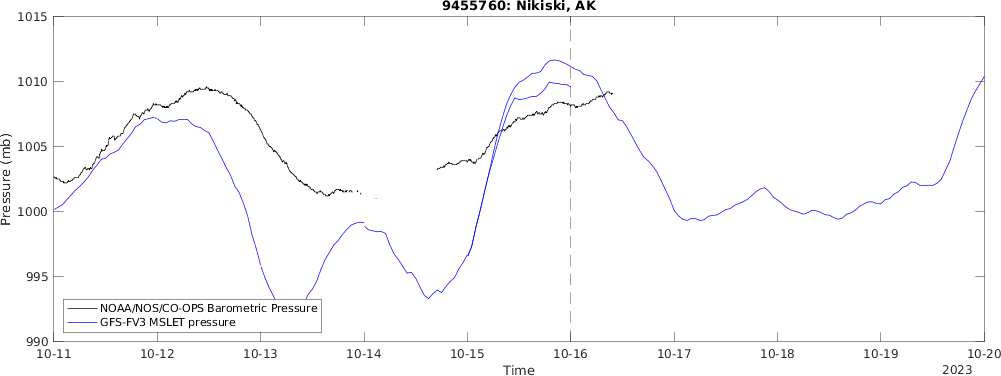 9455760: Nikiski, AK
Pressure (mb)
1015
1010
1005
1000
995
990
NOAA/NOS/CO-OPS Barometric Pressure
GFS-FV3 MSLET pressure
10-11 10-12 10-13 10-14 10-15 10-16 10-17 10-18 10-19 10-20
Time
2023